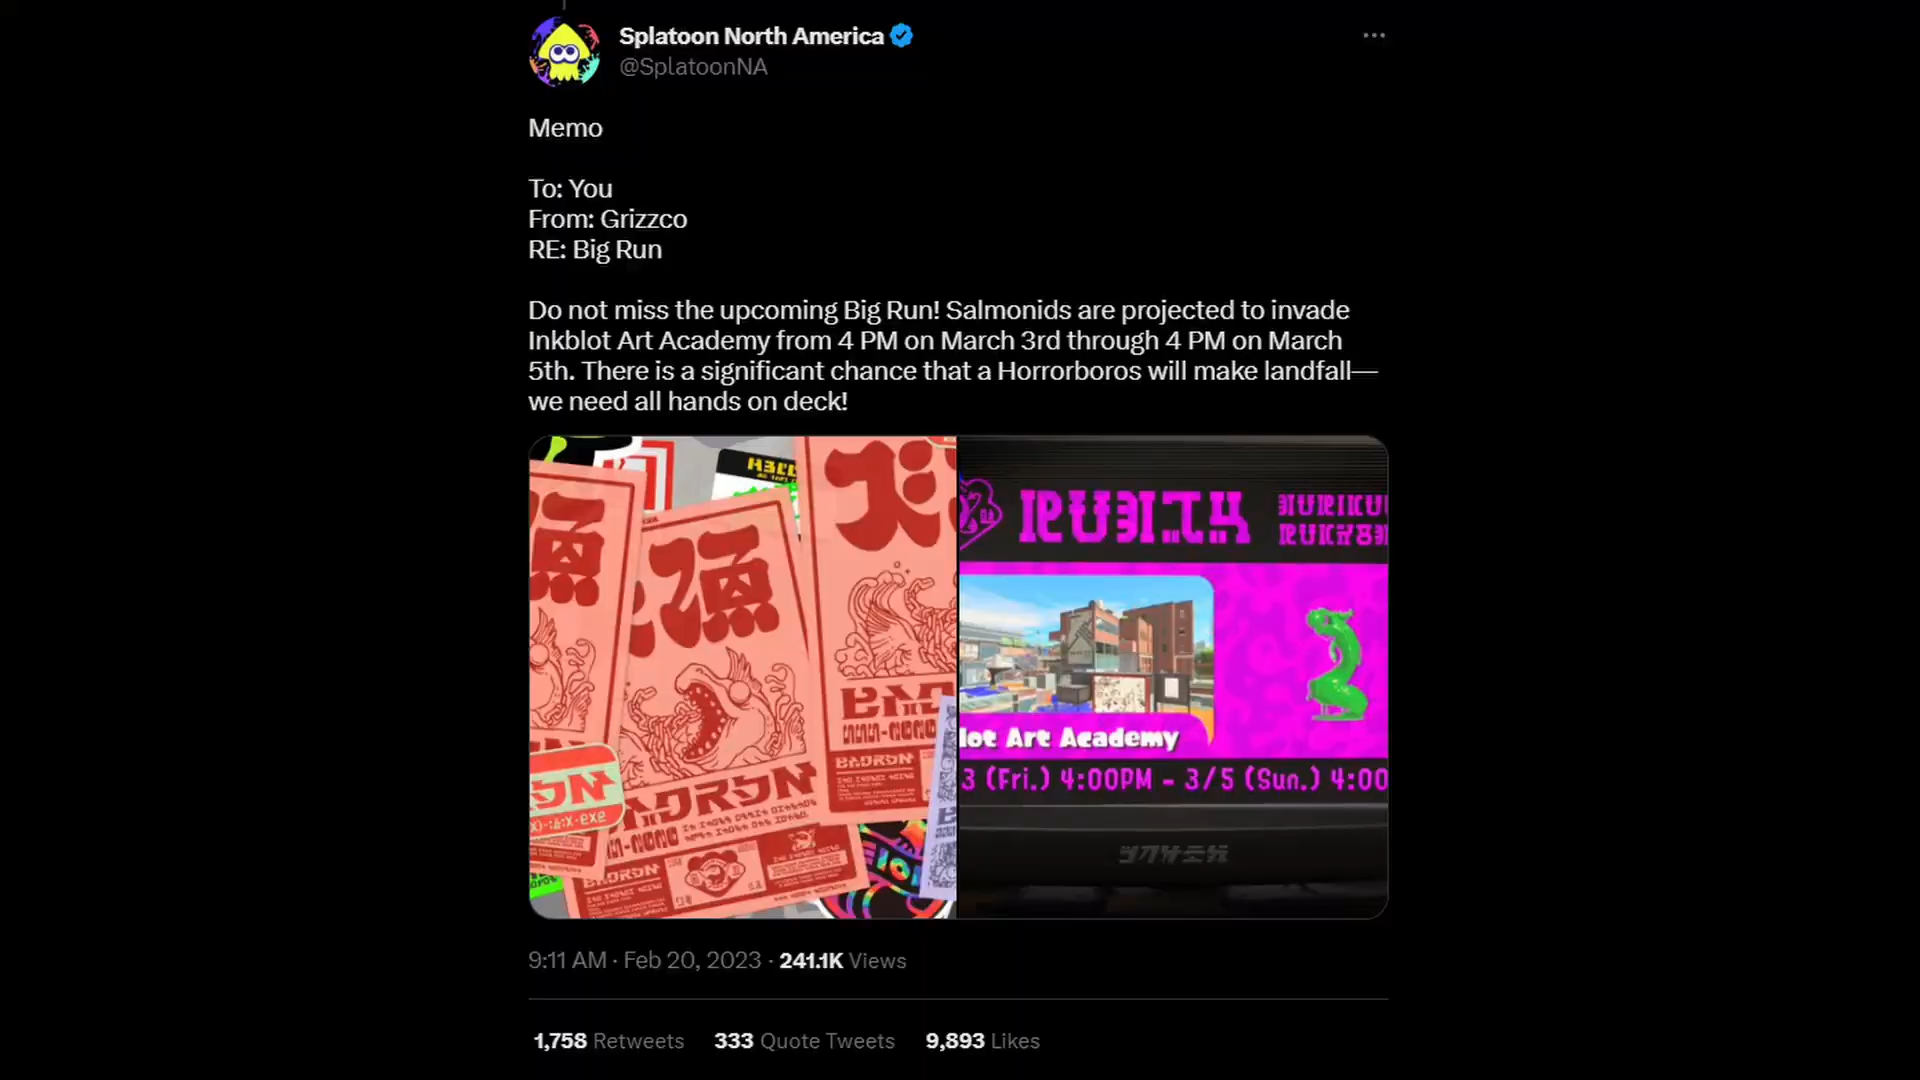 Splatoon North America
@SplatoonNA
Memo
To: You
From: Grizzco
RE: Big Run
Do not miss the upcoming Big Run! Salmonids are projected to invade
Inkblot Art Academy from 4 PM on March 3rd through 4 PM on March
5th. There is a significant chance that a Horrorboros will make landfall—
we need all hands on deck!
lot Art Academy
3 (Fri.) 4:00PM - 3/5 (Sun.) 4:00
9:11 AM · Feb 20, 2023 · 241.1K Views
1,758 Retweets 333 Quote Tweets 9,893 Likes